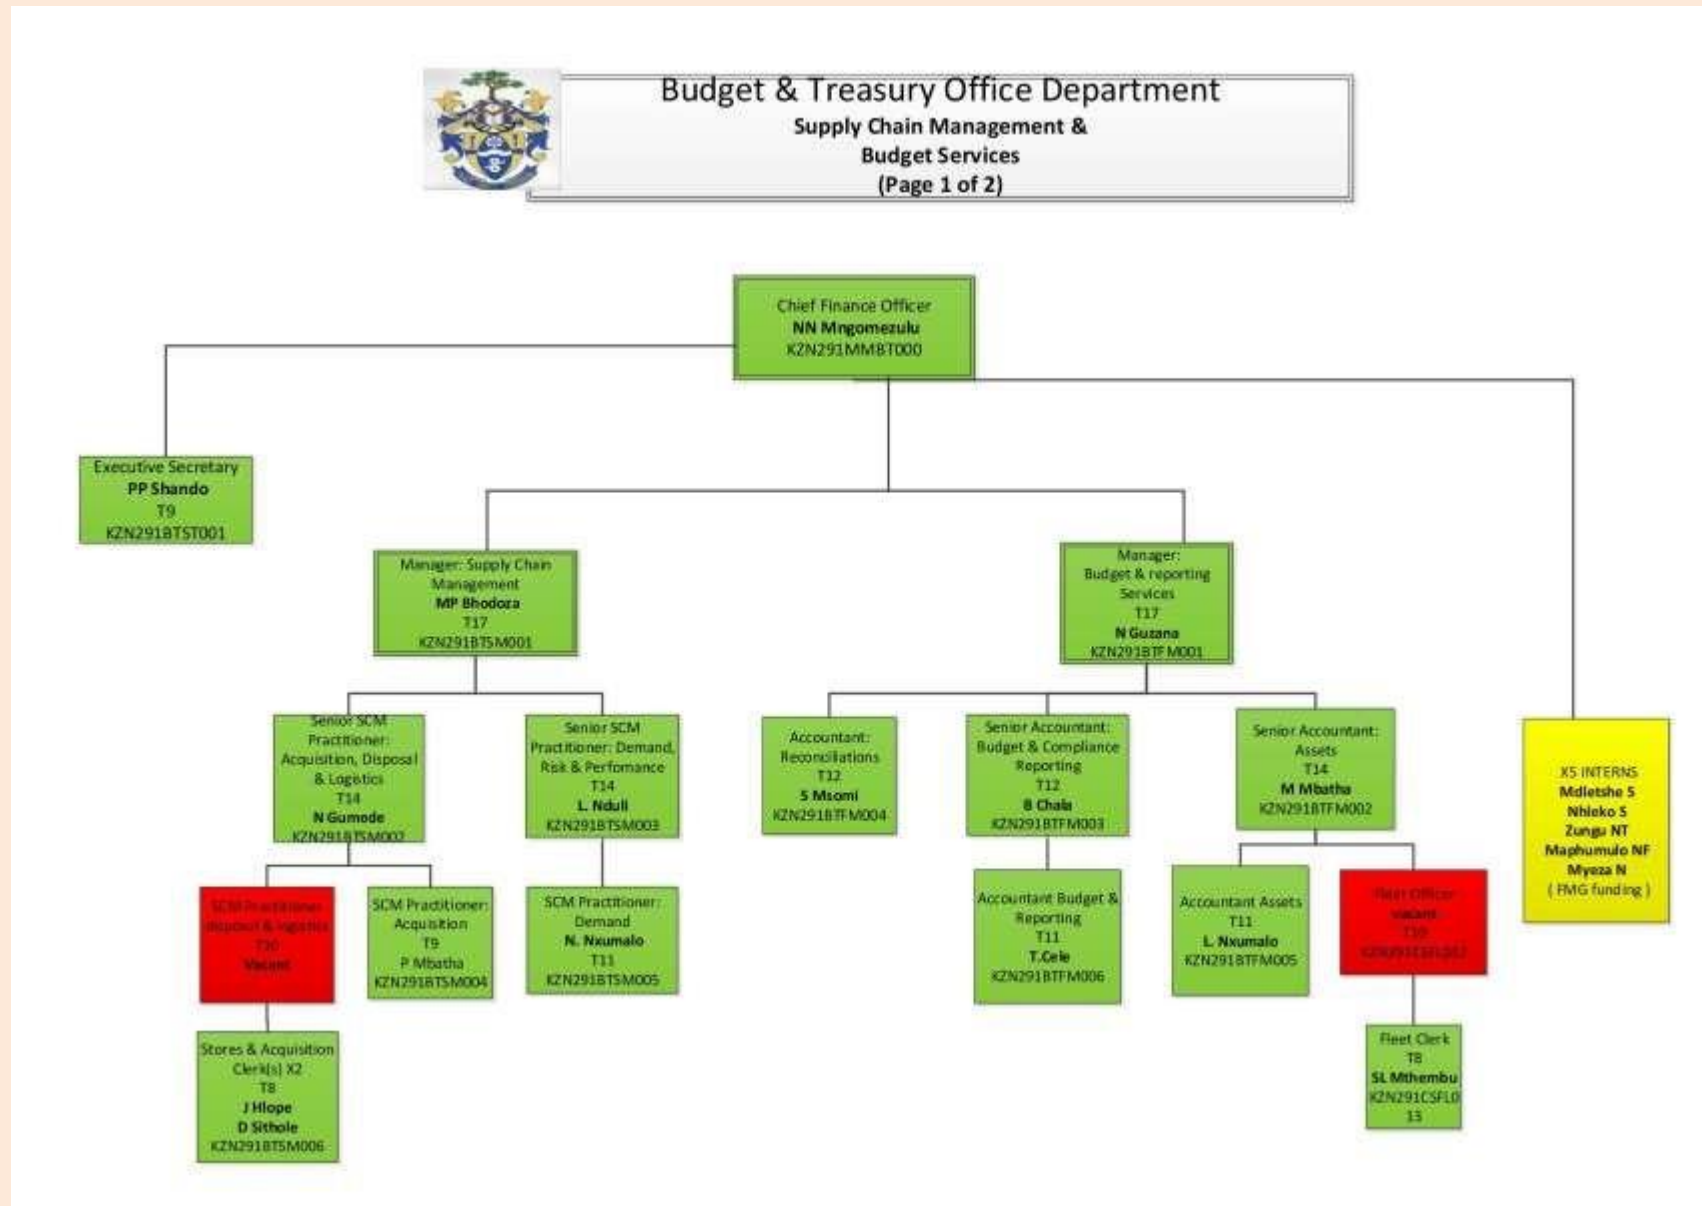 Budget & Treasury Office Department
Supply Chain Management &
Budget Services
(Page 1 of 2)
Chief Finance Officer
NN Mngomezulu
KZN291MMBT000
Executive Secretary
PP Shando
T9
KZN291BTST001
Manager: Supply Chain
Management
MP Bhodoza
T17
KZN291BTSM001
Manager:
Budget & reporting
Services
T17
N Guzana
KZN291BTFM001
Senior SCM
Practitioner:
Acquisition, Disposal
& Logistics
T14
N Gumede
KZN291BTSM002
Senior SCM
Practitioner: Demand,
Risk & Perfomance
T14
L. Nduli
KZN291BTSM003
Accountant:
Reconciliations
T12
S Msomi
KZN291BTFM004
Senior Accountant:
Budget & Compliance
Reporting
T12
B Chala
KZN291BTFM003
Senior Accountant:
Assets
T14
M Mbatha
KZN291BTFM002
X5 INTERNS
Mdletshe S
Nhleko S
Zungu NT
Maphumulo NF
Myeza N
( FMG funding )
SCM Practitioner
disposal & logistics
T10
Vacant
SCM Practitioner:
Acquisition
T9
P Mbatha
KZN291BTSM004
SCM Practitioner:
Demand
N. Nxumalo
T11
KZN291BTSM005
Accountant Budget &
Reporting
T11
T.Cele
KZN291BTFM006
Accountant Assets
T11
L. Nxumalo
KZN291BTFM005
Fleet Officer
vacant
T10
Stores & Acquisition
Clerk(s) X2
T8
J Hlope
D Sithole
KZN291BTSM006
Fleet Clerk
T8
SL Mthembu
KZN291CSFL0
13